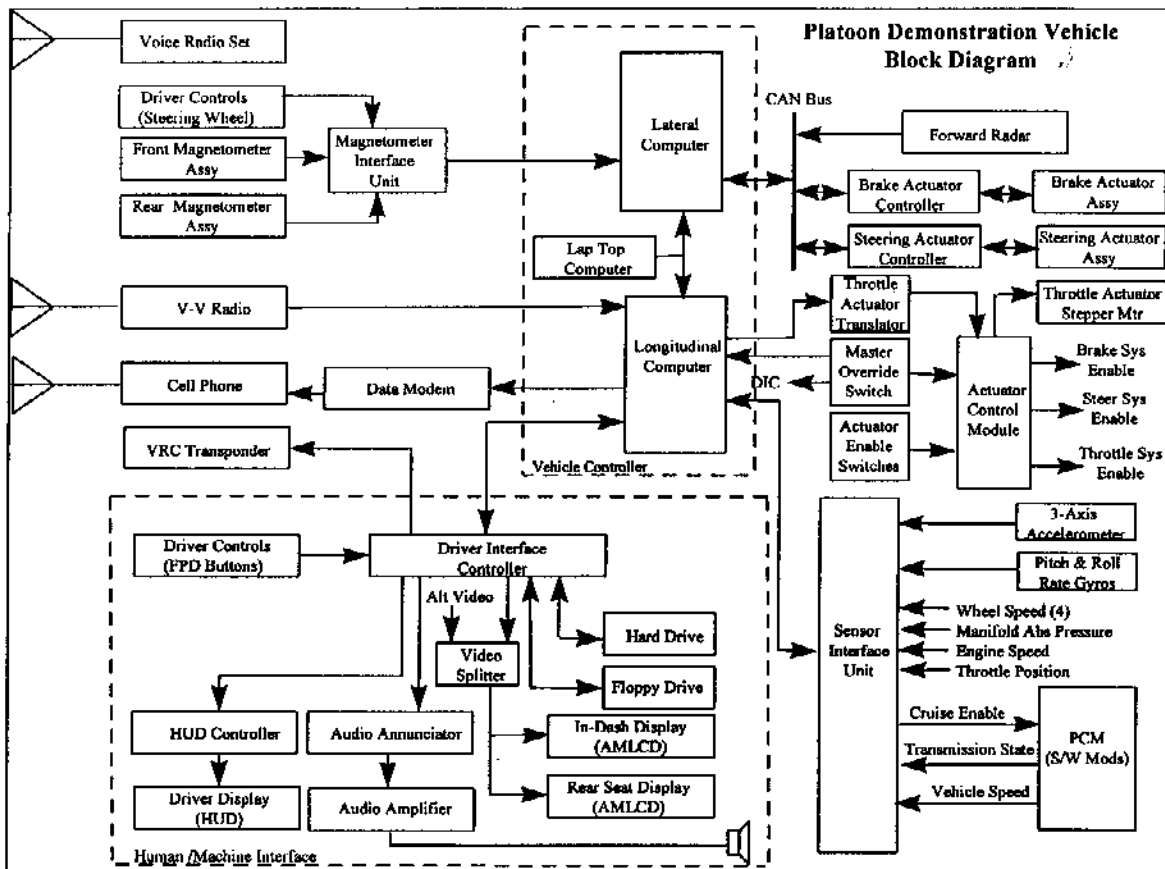 Platoon Demonstration Vehicle
Block Diagram
Voice Radio Set
Driver Controls
(Steering Wheel)
Front Magnetometer
Assy
Rear Magnetometer
Assy
Magnetometer
Interface
Unit
Lateral
Computer
CAN Bus
Forward Radar
Brake Actuator
Controller
Brake Actuator
Assy
Steering Actuator
Controller
Steering Actuator
Assy
Lap Top
Computer
V-V Radio
Longitudinal
Computer
Throttle
Actuator
Translator
Throttle Actuator
Stepper Mtr
Cell Phone
Data Modem
DIC
Master
Override
Switch
Actuator
Control
Module
Brake Sys
Enable
Steer Sys
Enable
Throttle Sys
Enable
Actuator
Enable
Switches
VRC Transponder
Vehicle Controller
Driver Controls
(FPD Buttons)
Driver Interface
Controller
Alt Video
Video
Splitter
Hard Drive
Floppy Drive
HUD Controller
Audio Annunciator
In-Dash Display
(AMLCD)
Driver Display
(HUD)
Audio Amplifier
Rear Seat Display
(AMLCD)
Human /Machine Interface
Sensor
Interface
Unit
3-Axis
Accelarometer
Pitch & Roll
Rate Gyros
Wheel Speed (4)
Manifold Abs Pressure
Engine Speed
Throttle Position
Cruise Enable
Transmission State
Vehicle Speed
PCM
(S/W Mods)